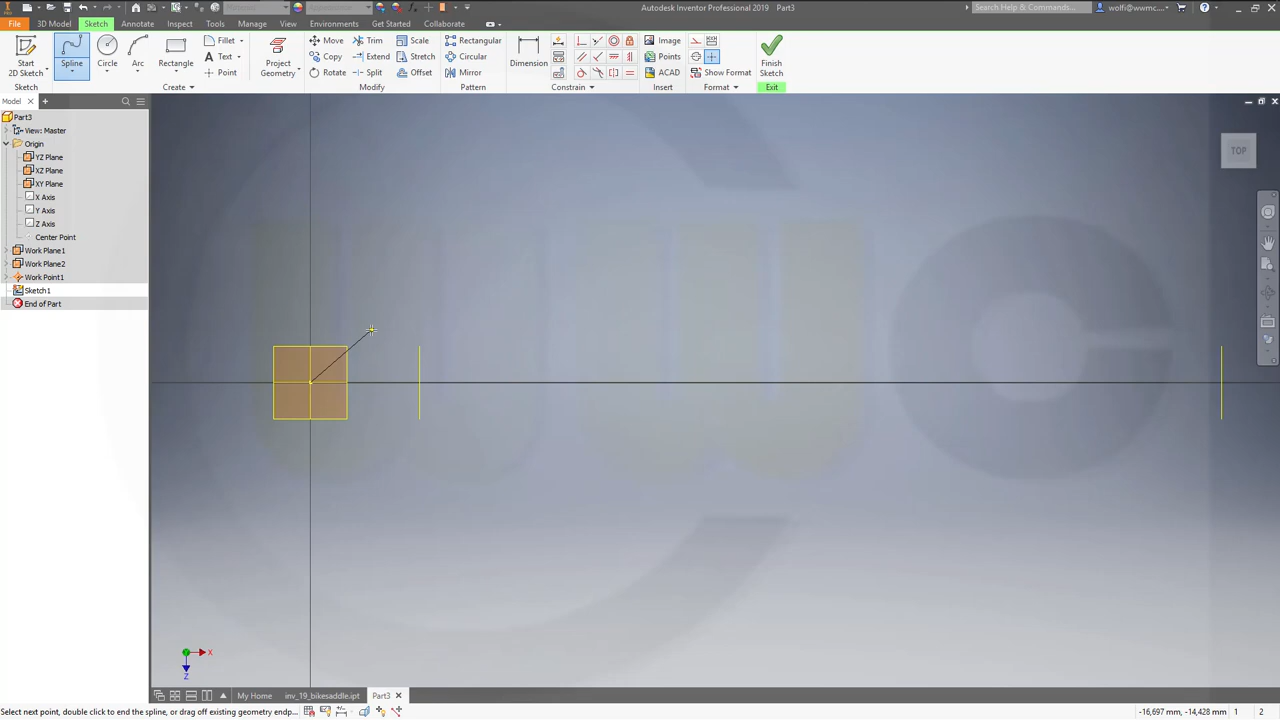 Autodesk Inventor Professional 2019 Part3
Search Help & Commands...
wolfi@wwmc...
File 3D Model Sketch Annotate Inspect Tools Manage View Environments Get Started Collaborate
Start
2D Sketch
Spline
Circle
Arc
Rectangle
Fillet
Text
Point
Project
Geometry
Move
Copy
Rotate
Trim
Extend
Split
Scale
Stretch
Offset
Rectangular
Circular
Mirror
Dimension
Image
Points
ACAD
Show Format
Finish
Sketch
Sketch Create Modify Pattern Constrain Insert Format Exit
Model
Part3
View: Master
Origin
YZ Plane
XZ Plane
XY Plane
X Axis
Y Axis
Z Axis
Center Point
Work Plane1
Work Plane2
Work Point1
Sketch1
End of Part
TOP
X
Z
My Home inv_19_bikesaddle.ipt Part3
Select next point, double click to end the spline, or drag off existing geometry endp...
-16,697 mm, -14,428 mm 1 2